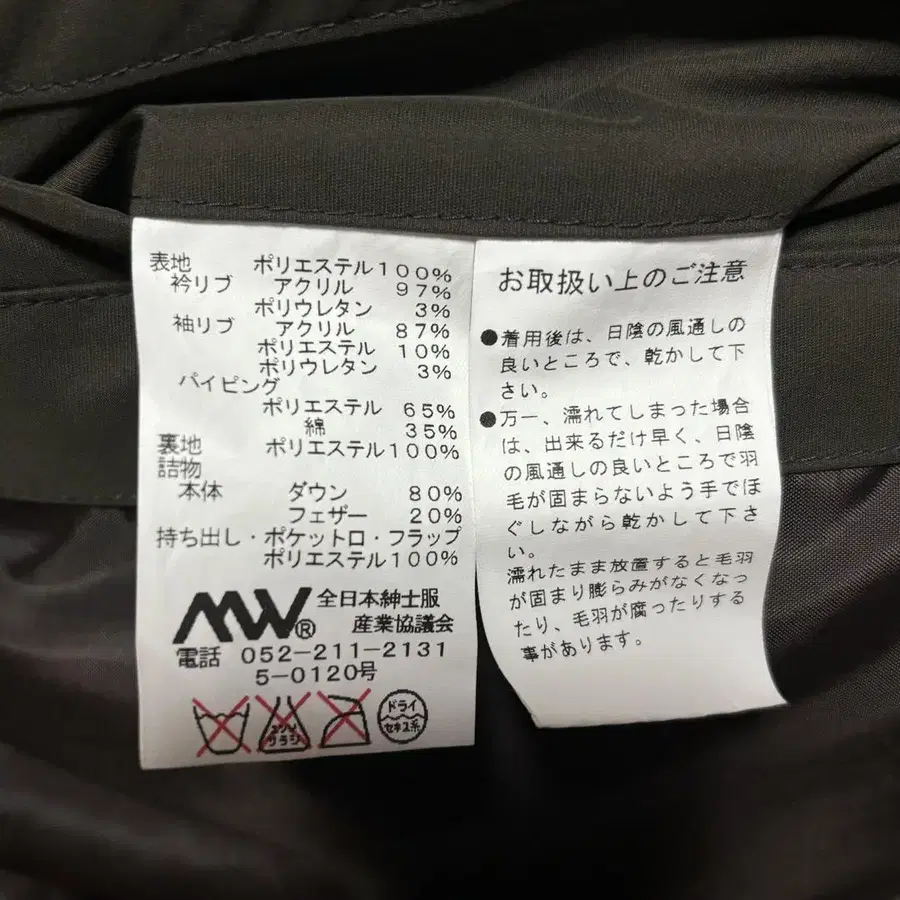 表地 ポリエステル100%
衿リブ アクリル 97%
ポリウレタン 3%
袖リブ アクリル 87%
ポリエステル 10%
ポリウレタン 3%
パイピング
ポリエステル 65%
綿 35%
裏地 ポリエステル100%
詰物
本体 ダウン 80%
フェザー 20%
持ち出し・ポケット口・フラップ
ポリエステル100%
MW® 全日本紳士服
産業協議会
電話 052-211-2131
5-0120号
エンソ
サラシ
ドライ
セキユ系
お取扱い上のご注意
●着用後は、日陰の風通しの
良いところで、乾かして下
さい。
●万一、濡れてしまった場合
は、出来るだけ早く、日陰
の風通しの良いところで羽
毛が固まらないよう手でほ
ぐしながら乾かして下さ
い。
濡れたまま放置すると毛羽
が固まり膨らみがなくなっ
たり、毛羽が腐ったりする
事があります。